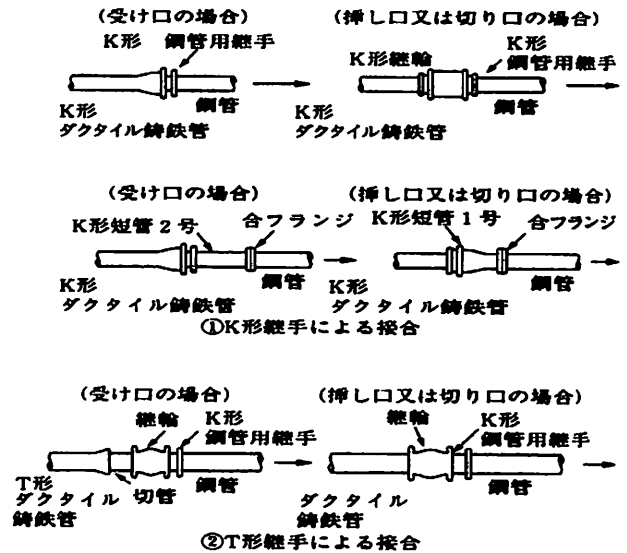 (受け口の場合)
K形 鋼管用継手
鋼管
K形
ダクタイル鋳鉄管
(挿し口又は切り口の場合)
K形継輪
K形
鋼管用継手
鋼管
K形
ダクタイル鋳鉄管
(受け口の場合)
K形短管2号
合フランジ
鋼管
K形
ダクタイル鋳鉄管
(挿し口又は切り口の場合)
K形短管1号
合フランジ
鋼管
K形
ダクタイル鋳鉄管
①K形継手による接合
(受け口の場合)
継輪
K形
鋼管用継手
鋼管
切管
T形
ダクタイル
鋳鉄管
(挿し口又は切り口の場合)
継輪
K形
鋼管用継手
鋼管
ダクタイル
鋳鉄管
②T形継手による接合